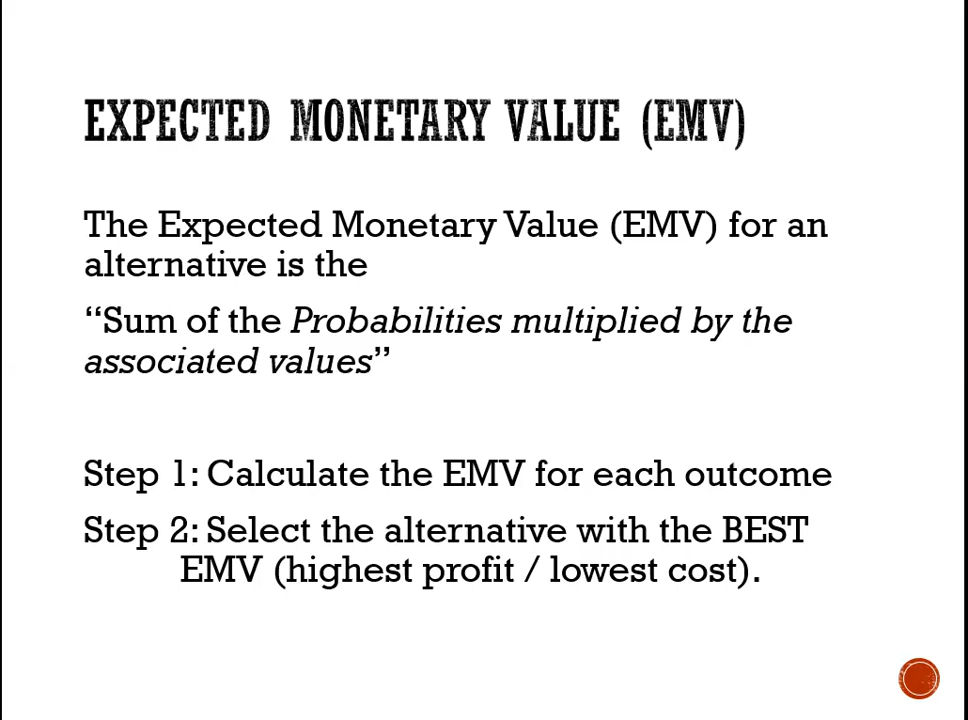 EXPECTED MONETARY VALUE (EMV)
The Expected Monetary Value (EMV) for an
alternative is the
“Sum of the Probabilities multiplied by the
associated values”
Step 1: Calculate the EMV for each outcome
Step 2: Select the alternative with the BEST
EMV (highest profit / lowest cost).